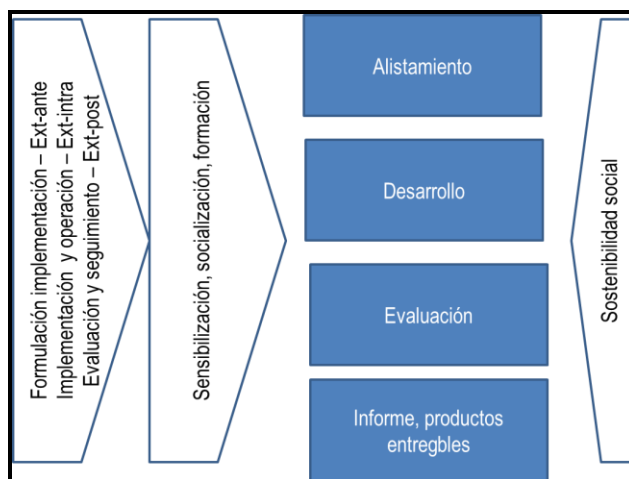 Formulación implementación – Ext-ante
Implementación y operación – Ext-intra
Evaluación y seguimiento – Ext-post
Sensibilización, socialización, formación
Alistamiento
Desarrollo
Evaluación
Informe, productos
entregbles
Sostenibilidad social